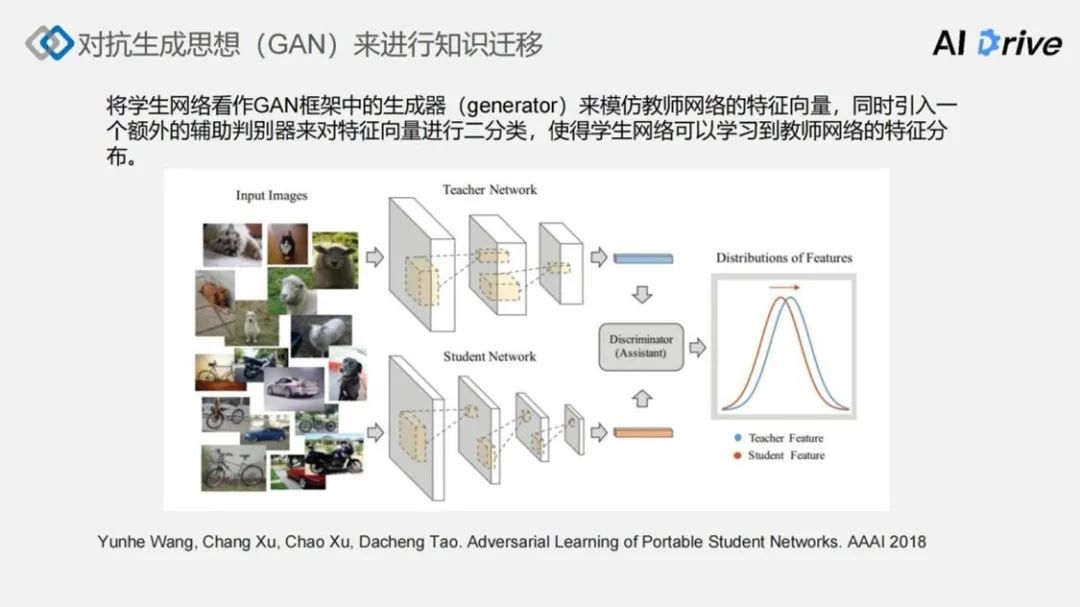 对抗生成思想（GAN）来进行知识迁移
AI Drive
将学生网络看作GAN框架中的生成器（generator）来模仿教师网络的特征向量，同时引入一
个额外的辅助判别器来对特征向量进行二分类，使得学生网络可以学习到教师网络的特征分
布。
Input Images
Teacher Network
Distributions of Features
Discriminator
(Assistant)
Student Network
Teacher Feature
Student Feature
Yunhe Wang, Chang Xu, Chao Xu, Dacheng Tao. Adversarial Learning of Portable Student Networks. AAAI 2018